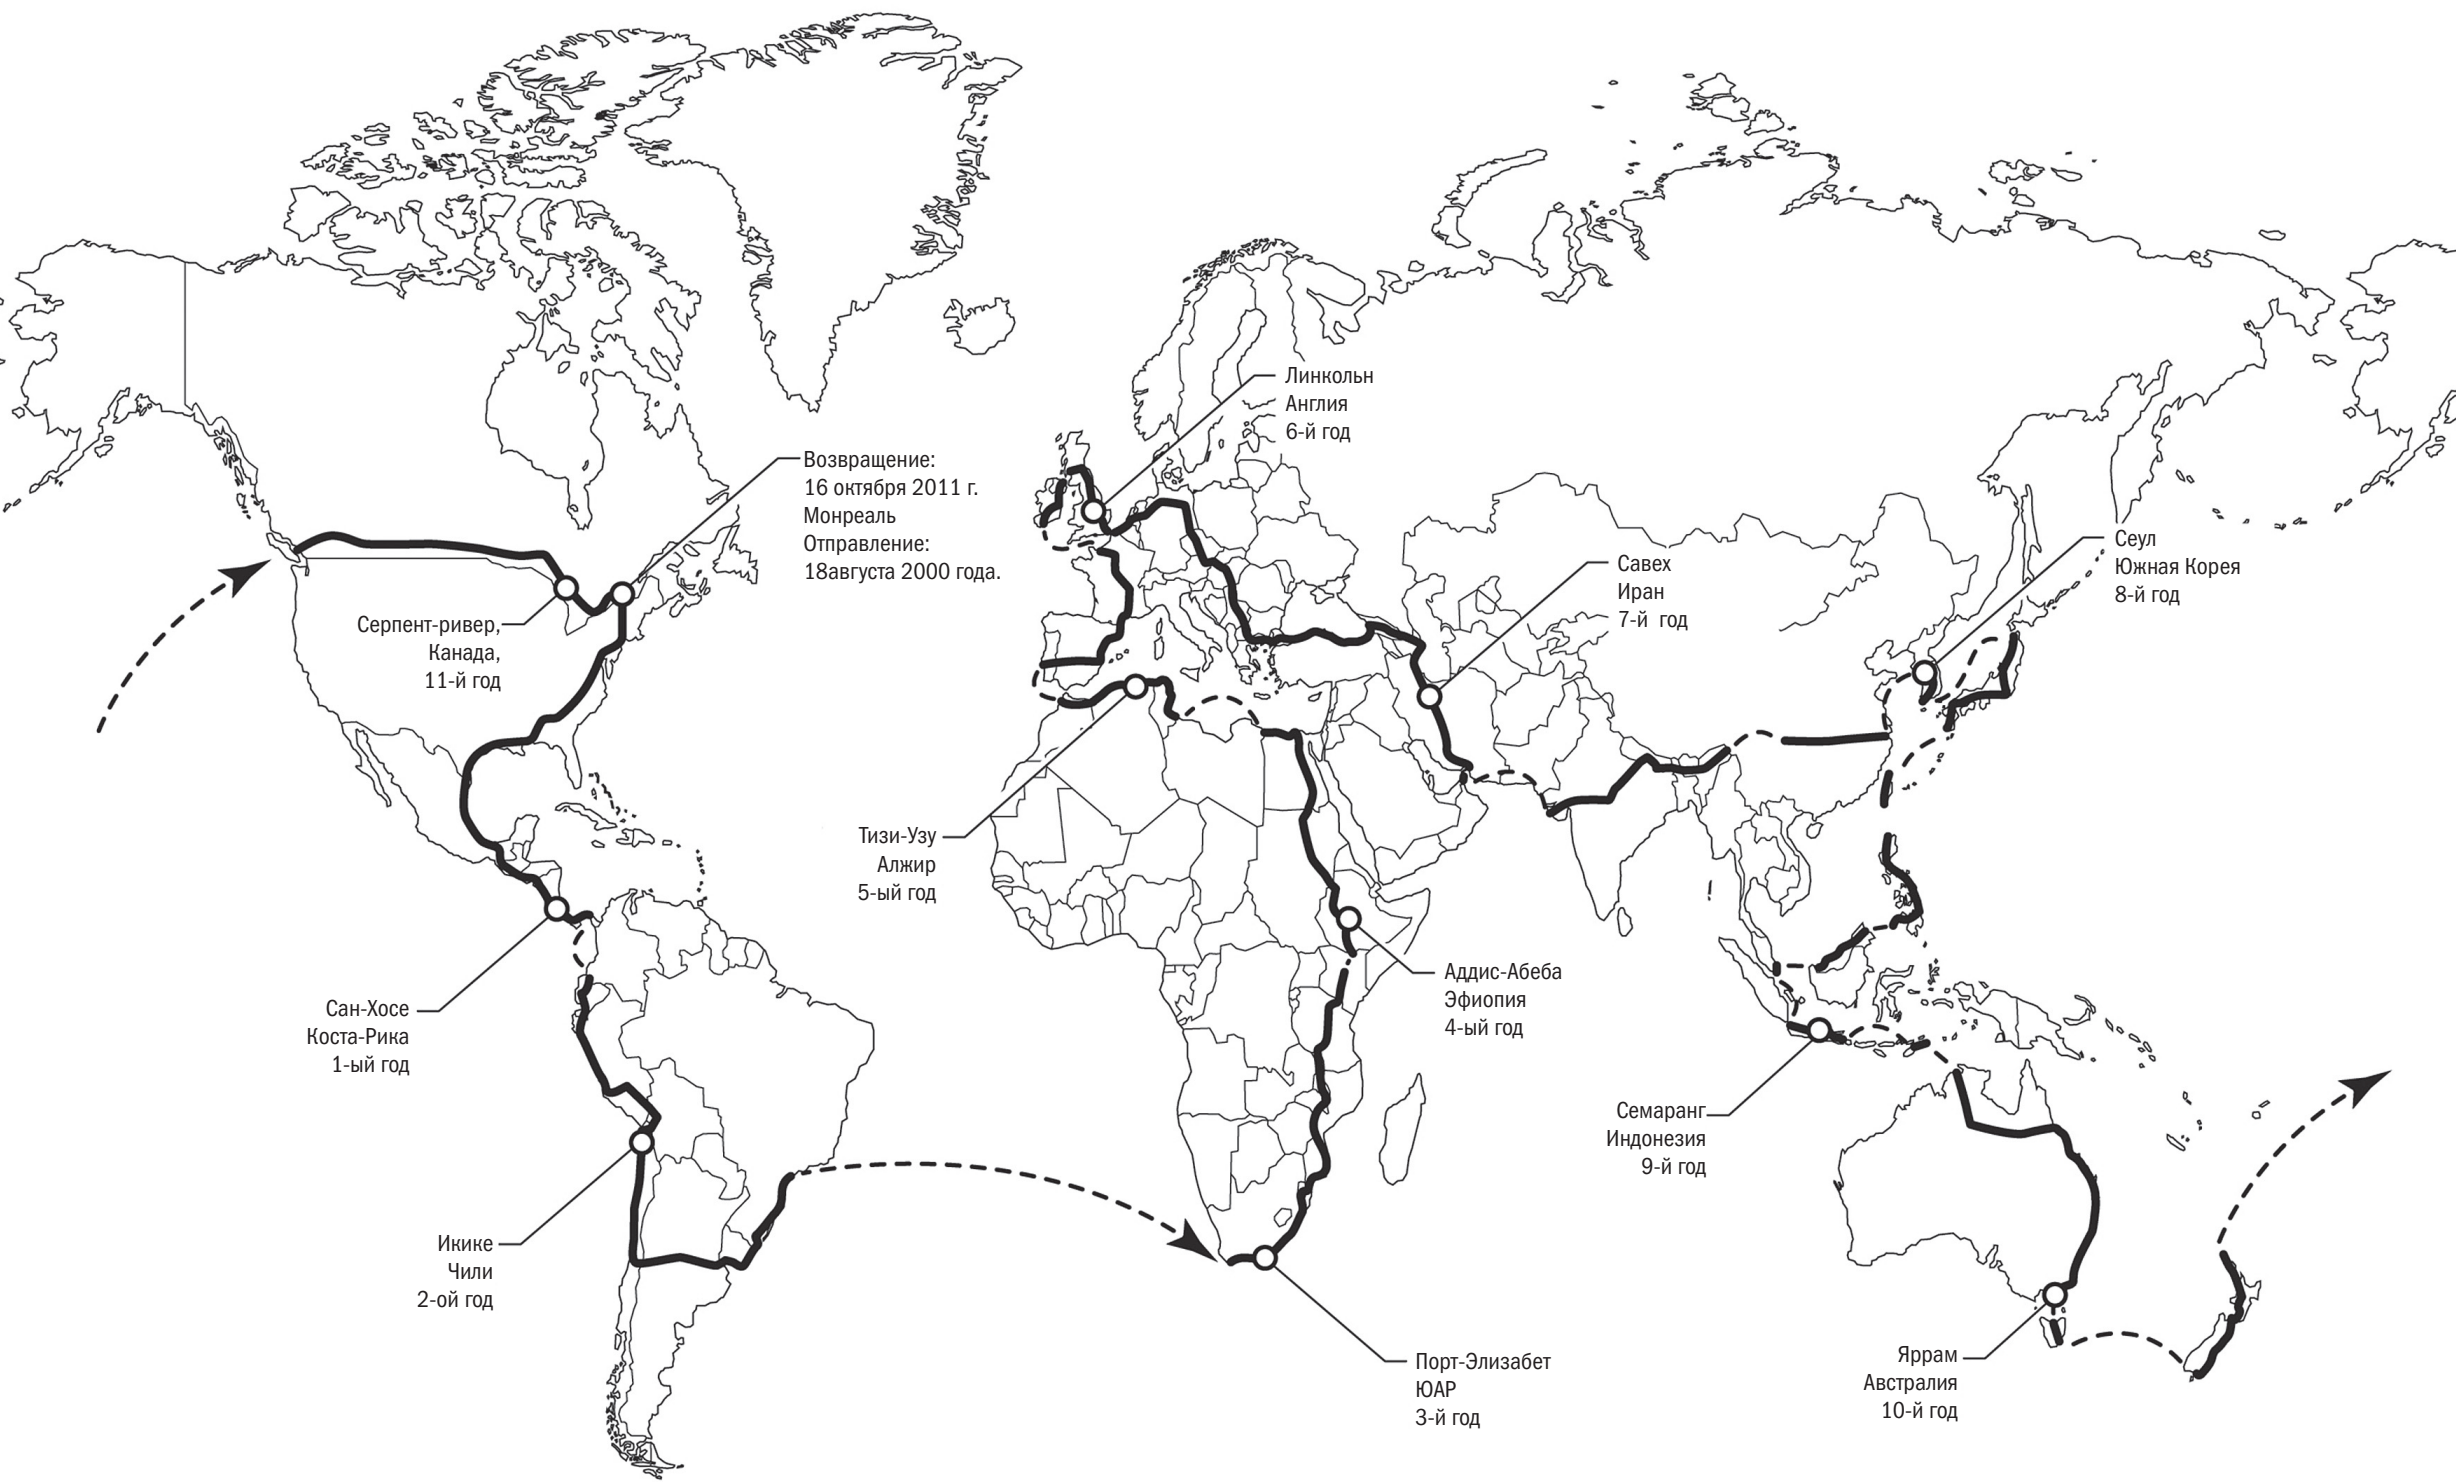 Линкольн
Англия
6-й год
Возвращение:
16 октября 2011 г.
Монреаль
Отправление:
18августа 2000 года.
Сеул
Южная Корея
8-й год
Савех
Иран
7-й год
Серпент-ривер,
Канада,
11-й год
Тизи-Узу
Алжир
5-ый год
Аддис-Абеба
Эфиопия
4-ый год
Сан-Хосе
Коста-Рика
1-ый год
Семаранг
Индонезия
9-й год
Икике
Чили
2-ой год
Порт-Элизабет
ЮАР
3-й год
Яррам
Австралия
10-й год